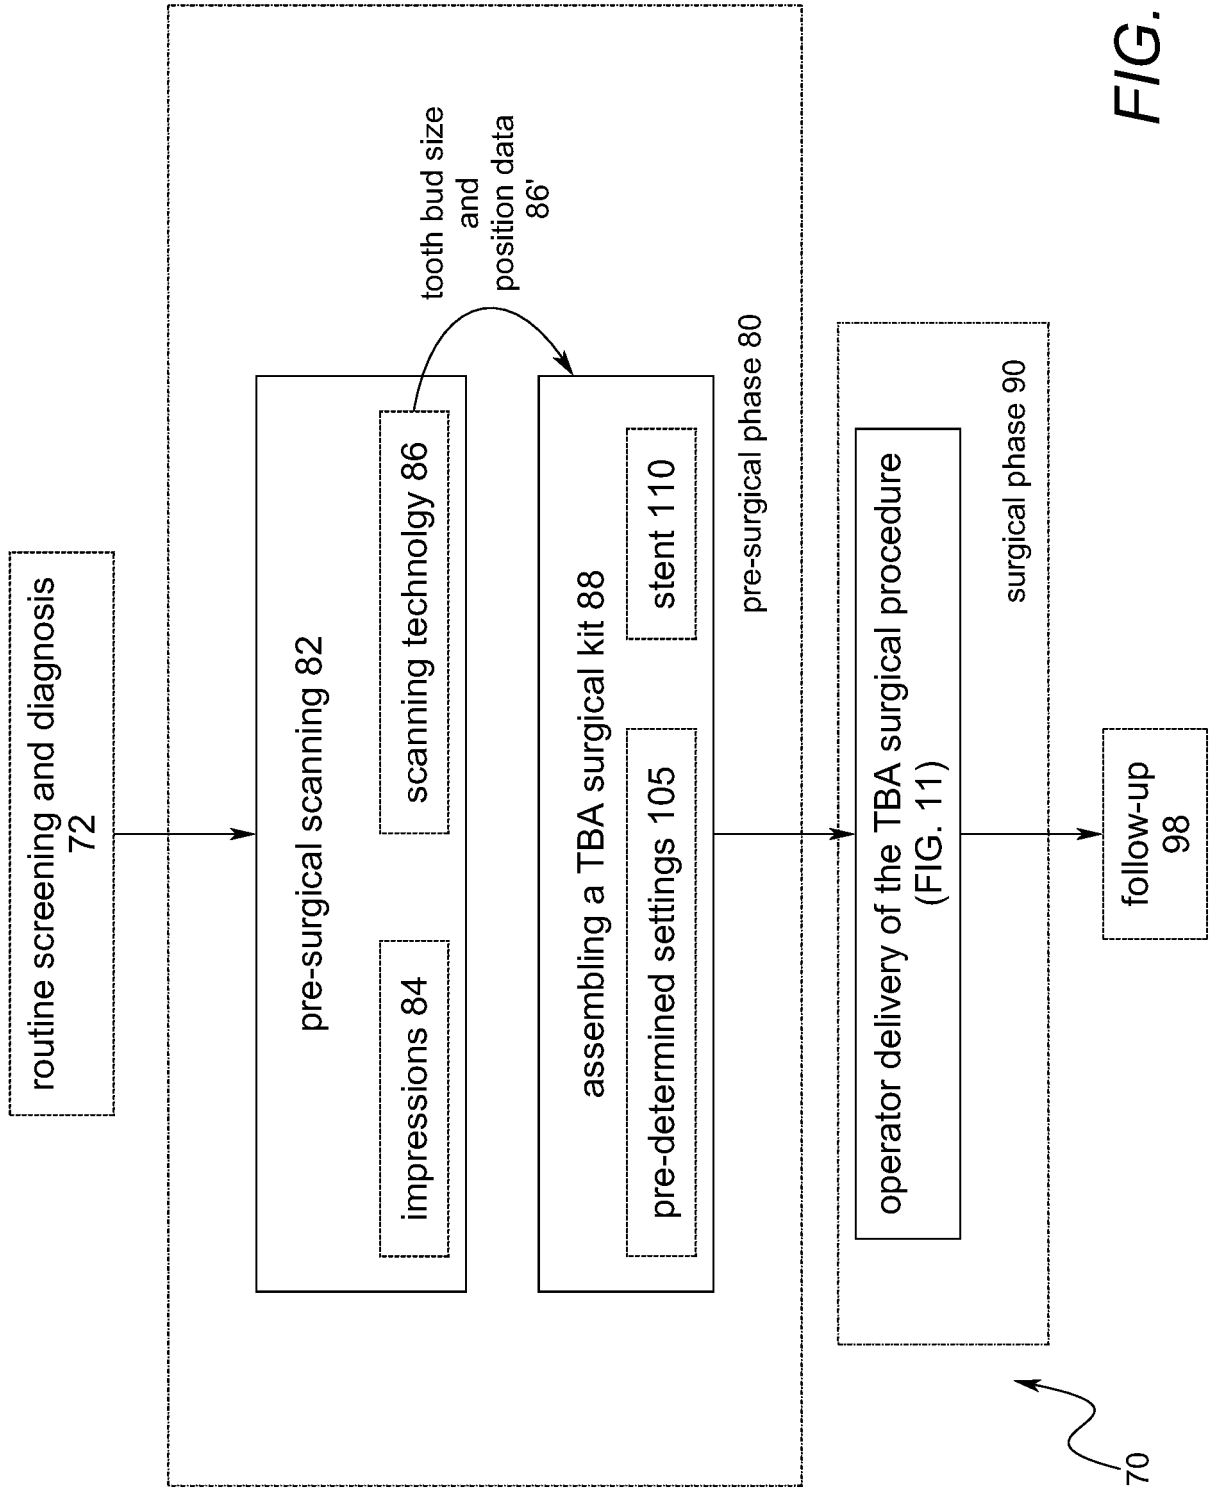 routine screening and diagnosis
72
pre-surgical scanning 82
impressions 84
scanning technolgy 86
tooth bud size
and
position data
86'
assembling a TBA surgical kit 88
pre-determined settings 105
stent 110
pre-surgical phase 80
operator delivery of the TBA surgical procedure
(FIG. 11)
surgical phase 90
follow-up
98
70
FIG.